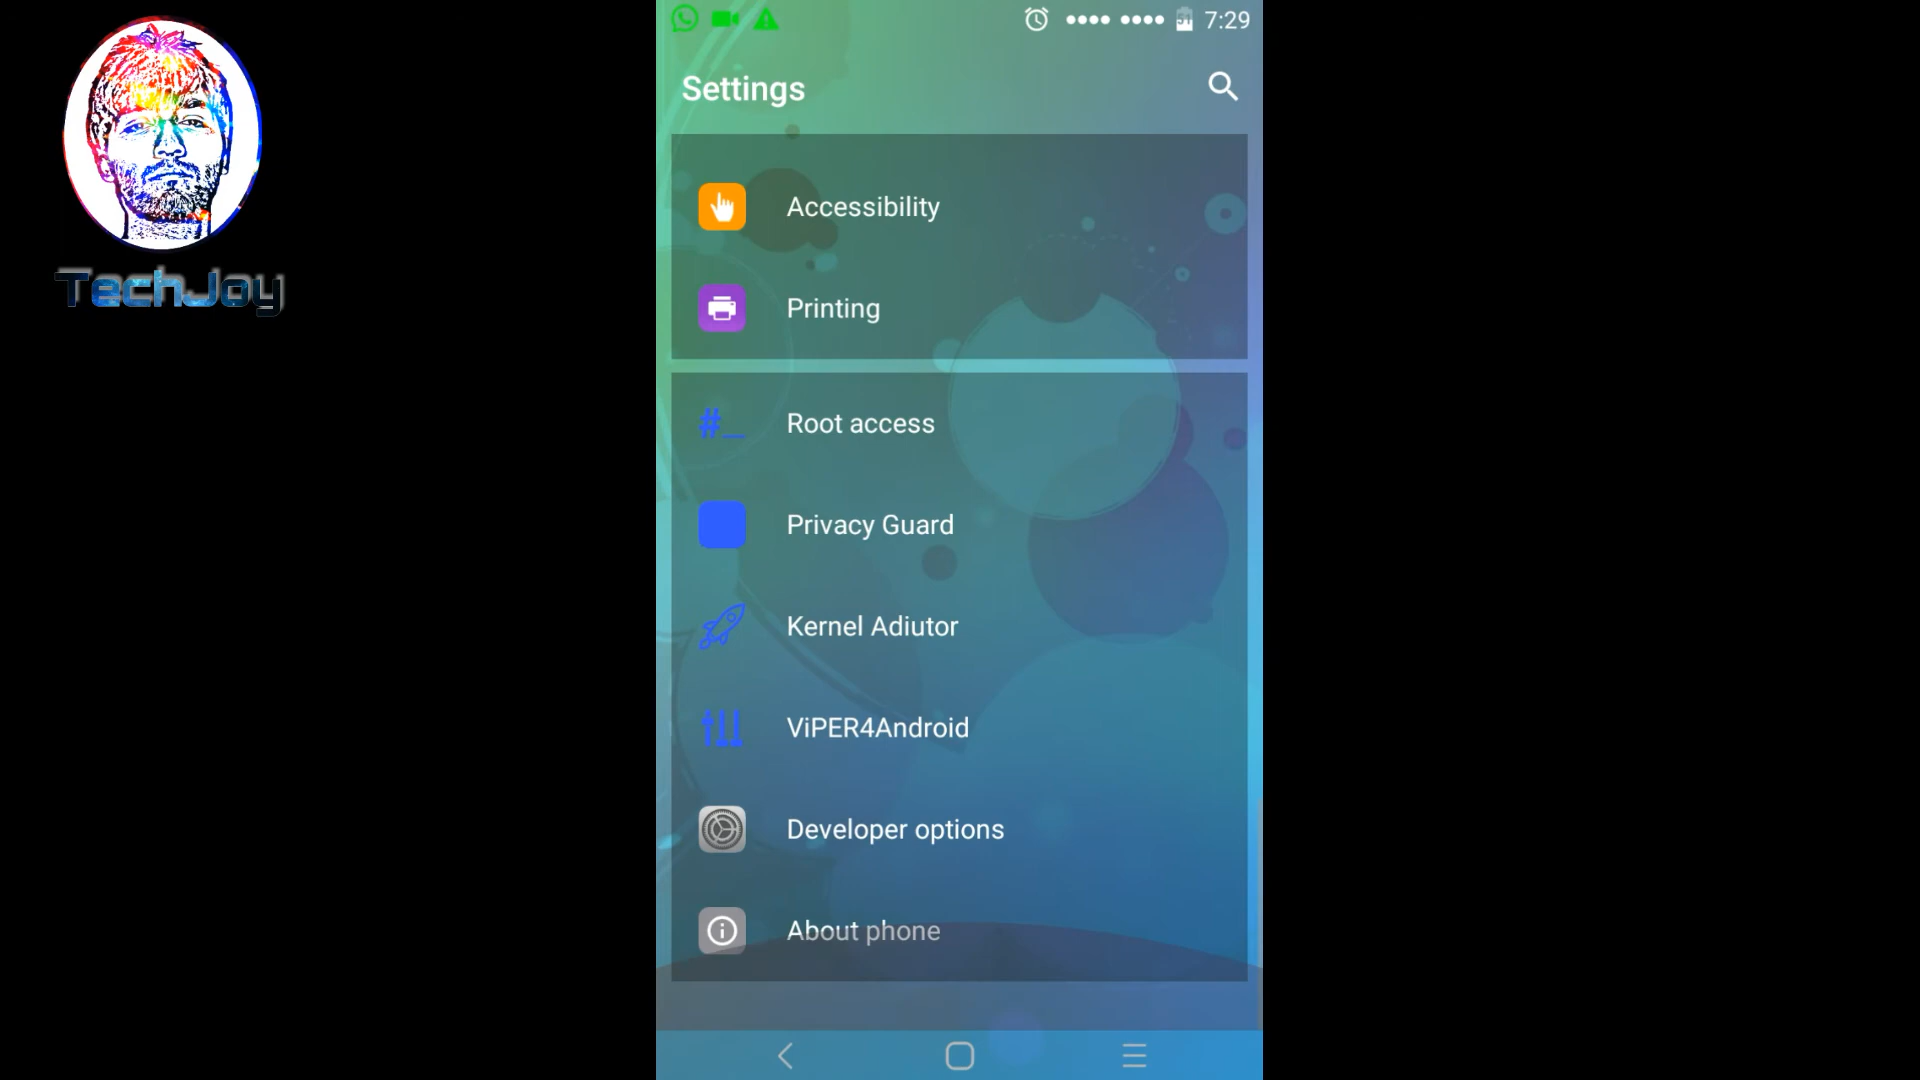 7:29
Settings
TechJoy
Accessibility
Printing
#_ Root access
Privacy Guard
Kernel Adiutor
ViPER4Android
Developer options
About phone